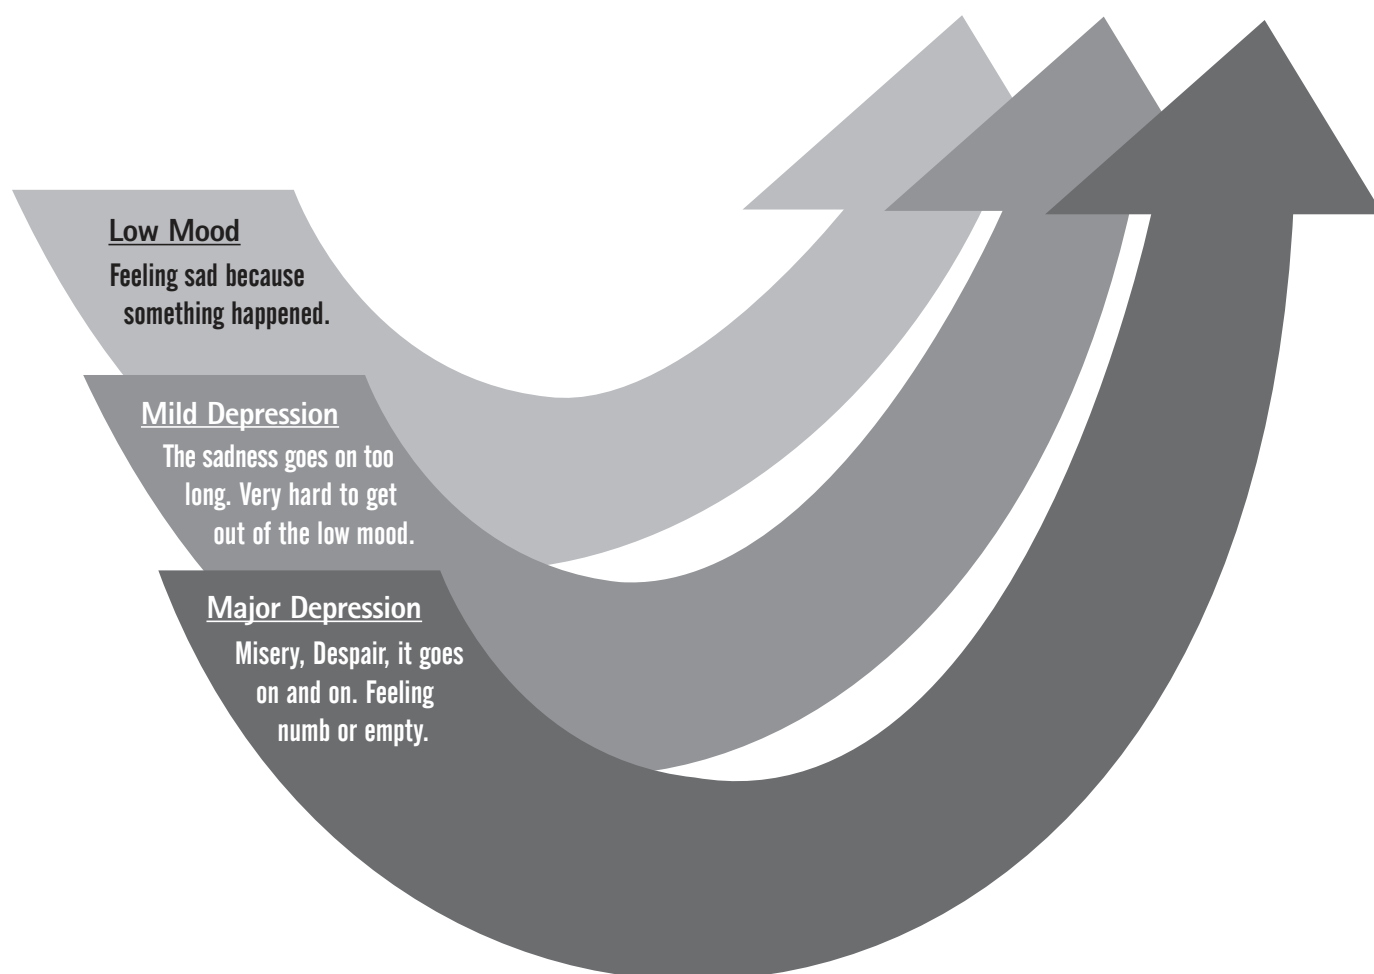 Low Mood
Feeling sad because
something happened.
Mild Depression
The sadness goes on too
long. Very hard to get
out of the low mood.
Major Depression
Misery, Despair, it goes
on and on. Feeling
numb or empty.